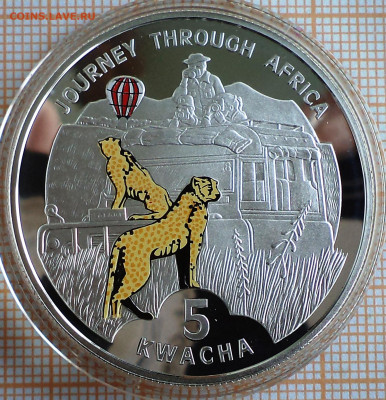 COINS.LAVE.RU
JOURNEY THROUGH AFRICA
5
KWACHA